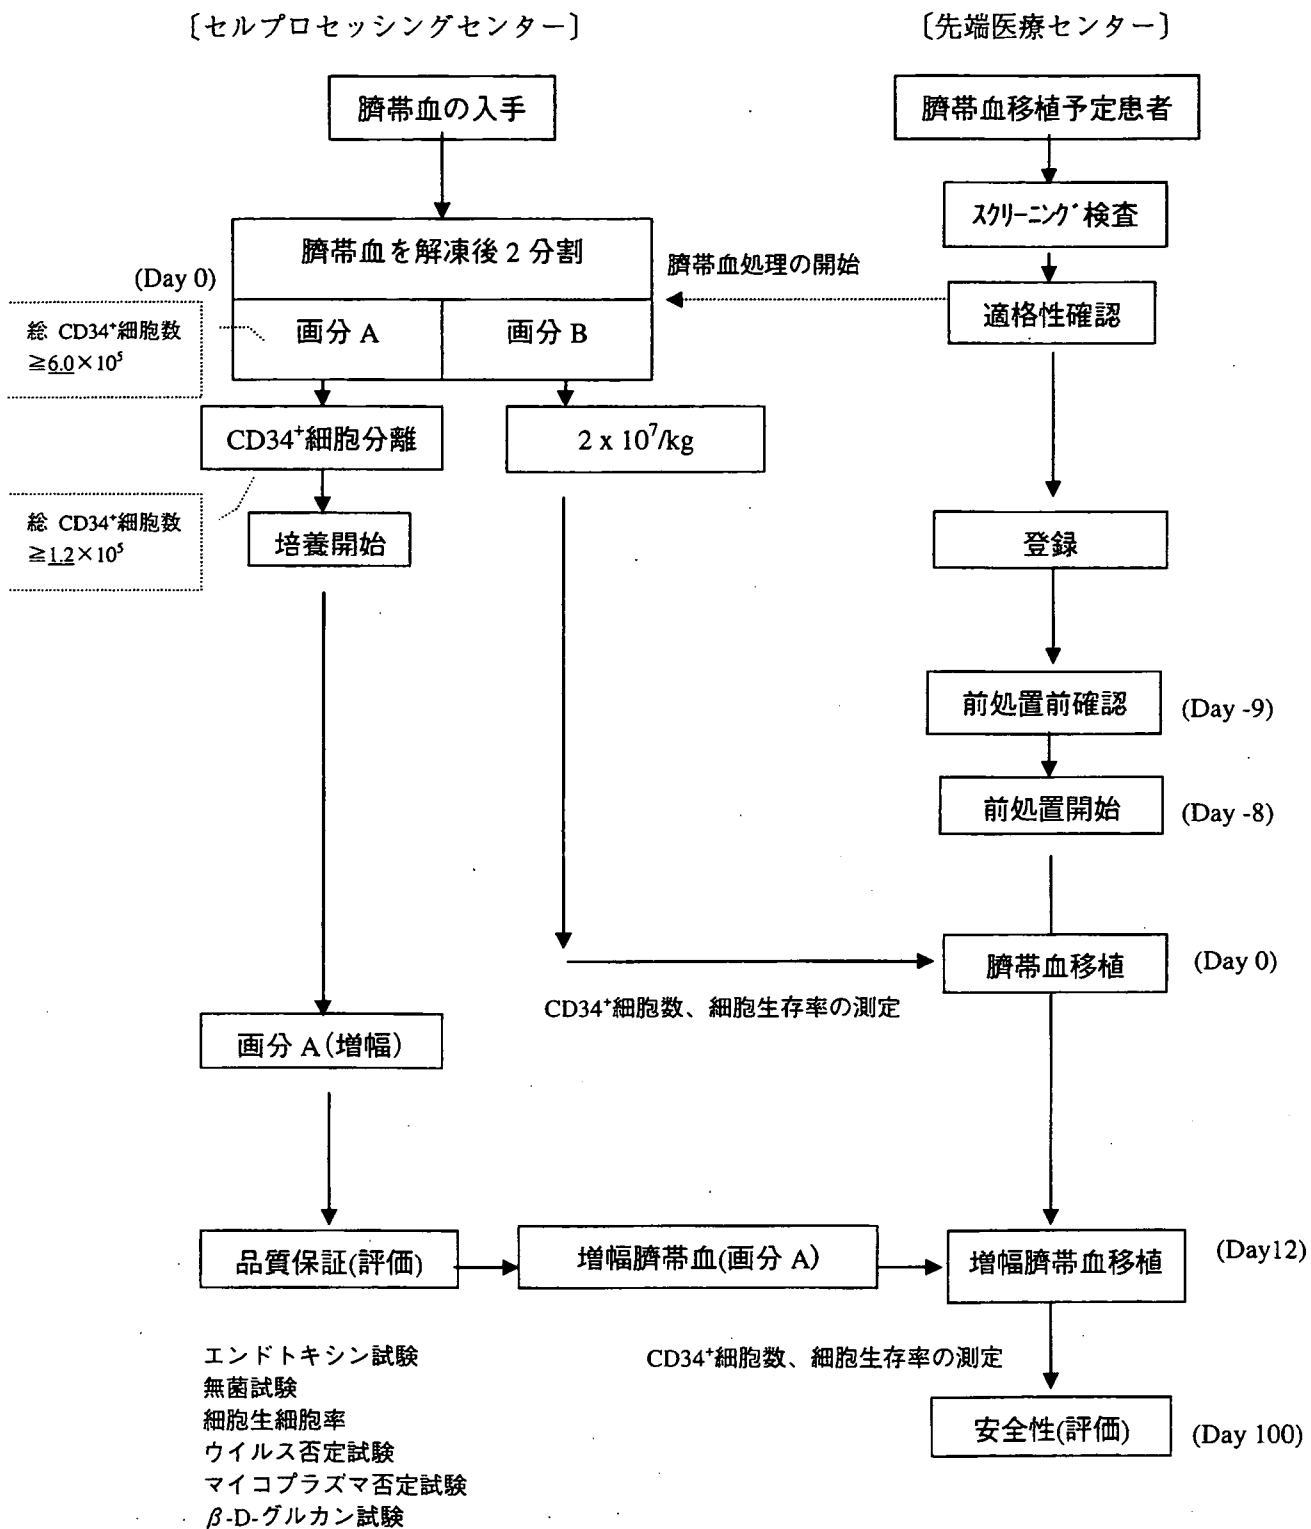 〔セルプロセッシングセンター〕
〔先端医療センター〕
臍帯血の入手
臍帯血移植予定患者
スクリーニング検査
臍帯血を解凍後 2 分割
(Day 0)
臍帯血処理の開始
適格性確認
画分 A
画分 B
総 CD34⁺細胞数
≧6.0×10⁵
CD34⁺細胞分離
2 x 10⁷/kg
総 CD34⁺細胞数
≧1.2×10⁵
培養開始
登録
前処置前確認
(Day -9)
前処置開始
(Day -8)
臍帯血移植
(Day 0)
CD34⁺細胞数、細胞生存率の測定
画分 A(増幅)
品質保証(評価)
増幅臍帯血(画分 A)
増幅臍帯血移植
(Day12)
エンドトキシン試験
無菌試験
細胞生細胞率
ウイルス否定試験
マイコプラズマ否定試験
β-D-グルカン試験
CD34⁺細胞数、細胞生存率の測定
安全性(評価)
(Day 100)